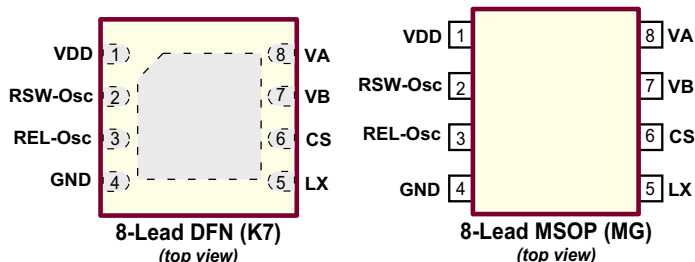 VDD 1 8 VA
RSW-Osc 2 7 VB
REL-Osc 3 6 CS
GND 4 5 LX
8-Lead DFN (K7)
(top view)
VDD 1 8 VA
RSW-Osc 2 7 VB
REL-Osc 3 6 CS
GND 4 5 LX
8-Lead MSOP (MG)
(top view)